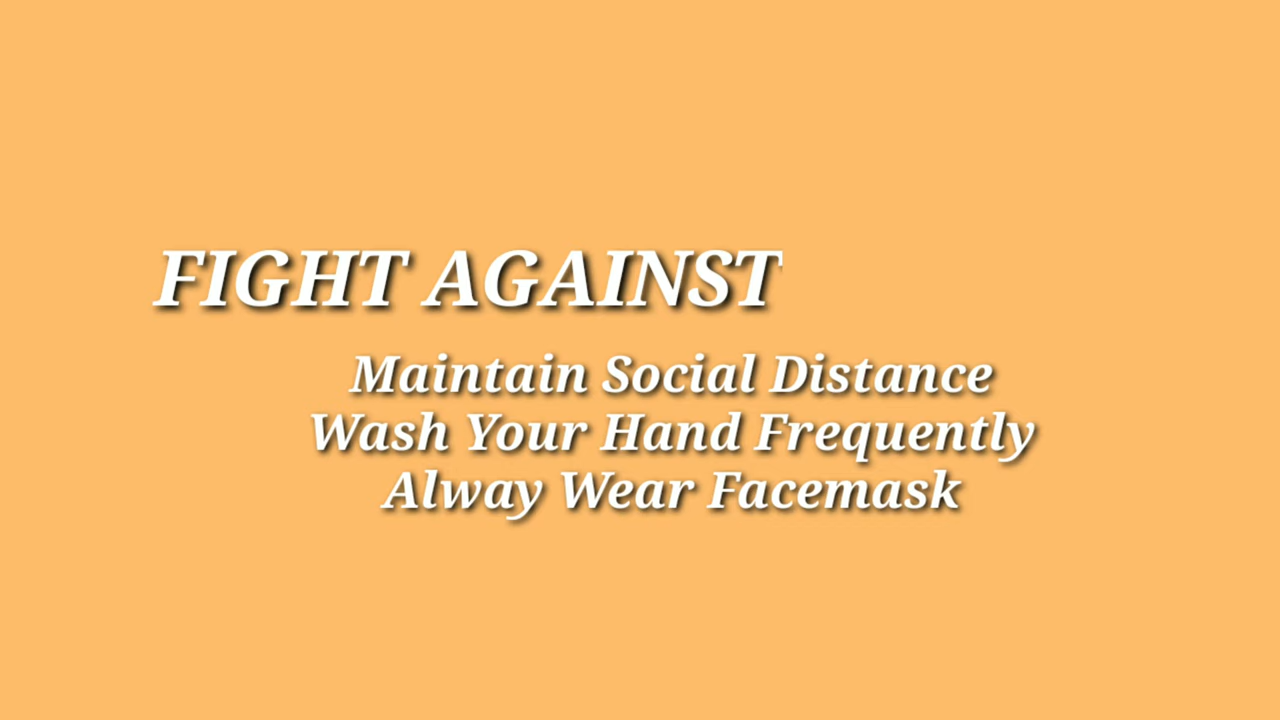 FIGHT AGAINST
Maintain Social Distance
Wash Your Hand Frequently
Alway Wear Facemask